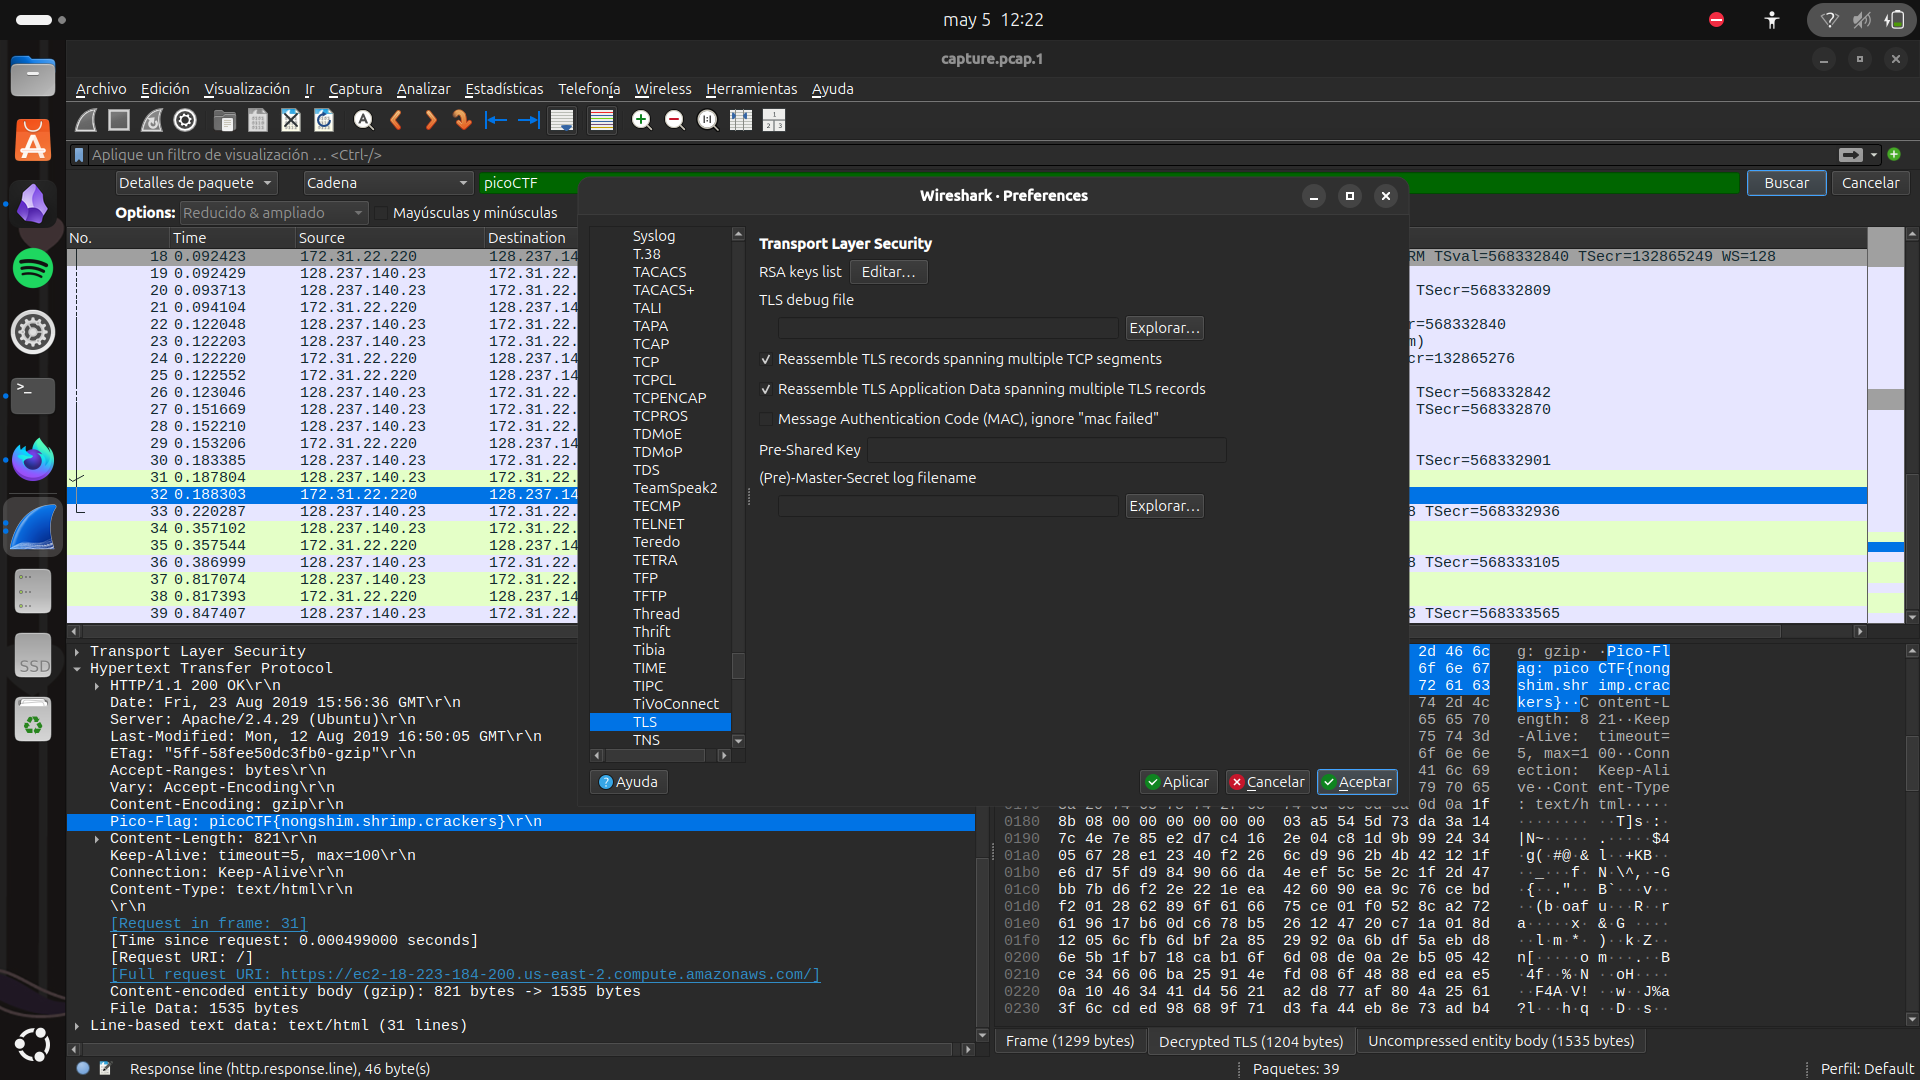 may 5 12:22
capture.pcap.1
Archivo Edición Visualización Ir Captura Analizar Estadísticas Telefonía Wireless Herramientas Ayuda
Aplique un filtro de visualización … <Ctrl-/>
Detalles de paquete Cadena picoCTF Buscar Cancelar
Options: Reducido & ampliado Mayúsculas y minúsculas
No. Time Source Destination
18 0.092423 172.31.22.220 128.237.14 RM TSval=568332840 TSecr=132865249 WS=128
19 0.092429 128.237.140.23 172.31.22.
20 0.093713 128.237.140.23 172.31.22. TSecr=568332809
21 0.094104 172.31.22.220 128.237.14
22 0.122048 128.237.140.23 172.31.22. r=568332840
23 0.122203 128.237.140.23 172.31.22.
24 0.122220 172.31.22.220 128.237.14 cr=132865276
25 0.122552 172.31.22.220 128.237.14
26 0.123046 128.237.140.23 172.31.22. TSecr=568332842
27 0.151669 128.237.140.23 172.31.22. TSecr=568332870
28 0.152210 128.237.140.23 172.31.22.
29 0.153206 172.31.22.220 128.237.14
30 0.183385 128.237.140.23 172.31.22. TSecr=568332901
31 0.187804 128.237.140.23 172.31.22.
32 0.188303 172.31.22.220 128.237.14
33 0.220287 128.237.140.23 172.31.22. 8 TSecr=568332936
34 0.357102 128.237.140.23 172.31.22.
35 0.357544 172.31.22.220 128.237.14
36 0.386999 128.237.140.23 172.31.22. 8 TSecr=568333105
37 0.817074 128.237.140.23 172.31.22.
38 0.817393 172.31.22.220 128.237.14
39 0.847407 128.237.140.23 172.31.22. 3 TSecr=568333565
Wireshark · Preferences
Syslog
T.38
TACACS
TACACS+
TALI
TAPA
TCAP
TCP
TCPCL
TCPENCAP
TCPROS
TDMoE
TDMoP
TDS
TeamSpeak2
TECMP
TELNET
Teredo
TETRA
TFP
TFTP
Thread
Thrift
Tibia
TIME
TIPC
TiVoConnect
TLS
TNS
Transport Layer Security
RSA keys list Editar…
TLS debug file
Explorar…
Reassemble TLS records spanning multiple TCP segments
Reassemble TLS Application Data spanning multiple TLS records
Message Authentication Code (MAC), ignore "mac failed"
Pre-Shared Key
(Pre)-Master-Secret log filename
Explorar…
Ayuda Aplicar Cancelar Aceptar
Transport Layer Security
Hypertext Transfer Protocol
HTTP/1.1 200 OK\r\n
Date: Fri, 23 Aug 2019 15:56:36 GMT\r\n
Server: Apache/2.4.29 (Ubuntu)\r\n
Last-Modified: Mon, 12 Aug 2019 16:50:05 GMT\r\n
ETag: "5ff-58fee50dc3fb0-gzip"\r\n
Accept-Ranges: bytes\r\n
Vary: Accept-Encoding\r\n
Content-Encoding: gzip\r\n
Pico-Flag: picoCTF{nongshim.shrimp.crackers}\r\n
Content-Length: 821\r\n
Keep-Alive: timeout=5, max=100\r\n
Connection: Keep-Alive\r\n
Content-Type: text/html\r\n
\r\n
[Request in frame: 31]
[Time since request: 0.000499000 seconds]
[Request URI: /]
[Full request URI: https://ec2-18-223-184-200.us-east-2.compute.amazonaws.com/]
Content-encoded entity body (gzip): 821 bytes -> 1535 bytes
File Data: 1535 bytes
Line-based text data: text/html (31 lines)
2d 46 6c g: gzip· ·Pico-Fl
6f 6e 67 ag: pico CTF{nong
72 61 63 shim.shr imp.crac
74 2d 4c kers}··C ontent-L
65 65 70 ength: 8 21··Keep
75 74 3d -Alive: timeout=
6f 6e 6e 5, max=1 00··Conn
41 6c 69 ection: Keep-Ali
79 70 65 ve··Cont ent-Type
0d 0a 1f : text/h tml·····
0180 8b 08 00 00 00 00 00 00 03 a5 54 5d 73 da 3a 14 ········ ··T]s·:·
0190 7c 4e 7e 85 e2 d7 c4 16 2e 04 c8 1d 9b 99 24 34 |N~····· .·····$4
01a0 05 67 28 e1 23 40 f2 26 6c d9 96 2b 4b 42 12 1f ·g(·#@·& l··+KB··
01b0 e6 d7 5f d9 84 90 66 da 4e ef 5c 5e 2c 1f 2d 47 ··_···f· N·\^,·-G
01c0 bb 7b d6 f2 2e 22 1e ea 42 60 90 ea 9c 76 ce bd ·{··."·· B`···v··
01d0 f2 01 28 62 89 6f 61 66 75 ce 01 f0 52 8c a2 72 ··(b·oaf u···R··r
01e0 61 96 17 b6 0d c6 78 b5 26 12 47 20 c7 1a 01 8d a·····x· &·G ····
01f0 12 05 6c fb 6d bf 2a 85 29 92 0a 6b df 5a eb d8 ··l·m·*· )··k·Z··
0200 6e 5b 1f b7 18 ca b1 6f 6d 08 de 0a 2e b5 05 42 n[·····o m···.··B
0210 ce 34 66 06 ba 25 91 4e fd 08 6f 48 88 ed ea e5 ·4f··%·N ··oH····
0220 0a 10 46 34 41 d4 56 21 a2 d8 77 af 80 4a 25 61 ··F4A·V! ··w··J%a
0230 3f 6c cd ed 98 68 9f 71 d3 fa 44 eb 8e 73 ad b4 ?l···h·q ··D··s··
Frame (1299 bytes) Decrypted TLS (1204 bytes) Uncompressed entity body (1535 bytes)
Response line (http.response.line), 46 byte(s) Paquetes: 39 Perfil: Default
SSD